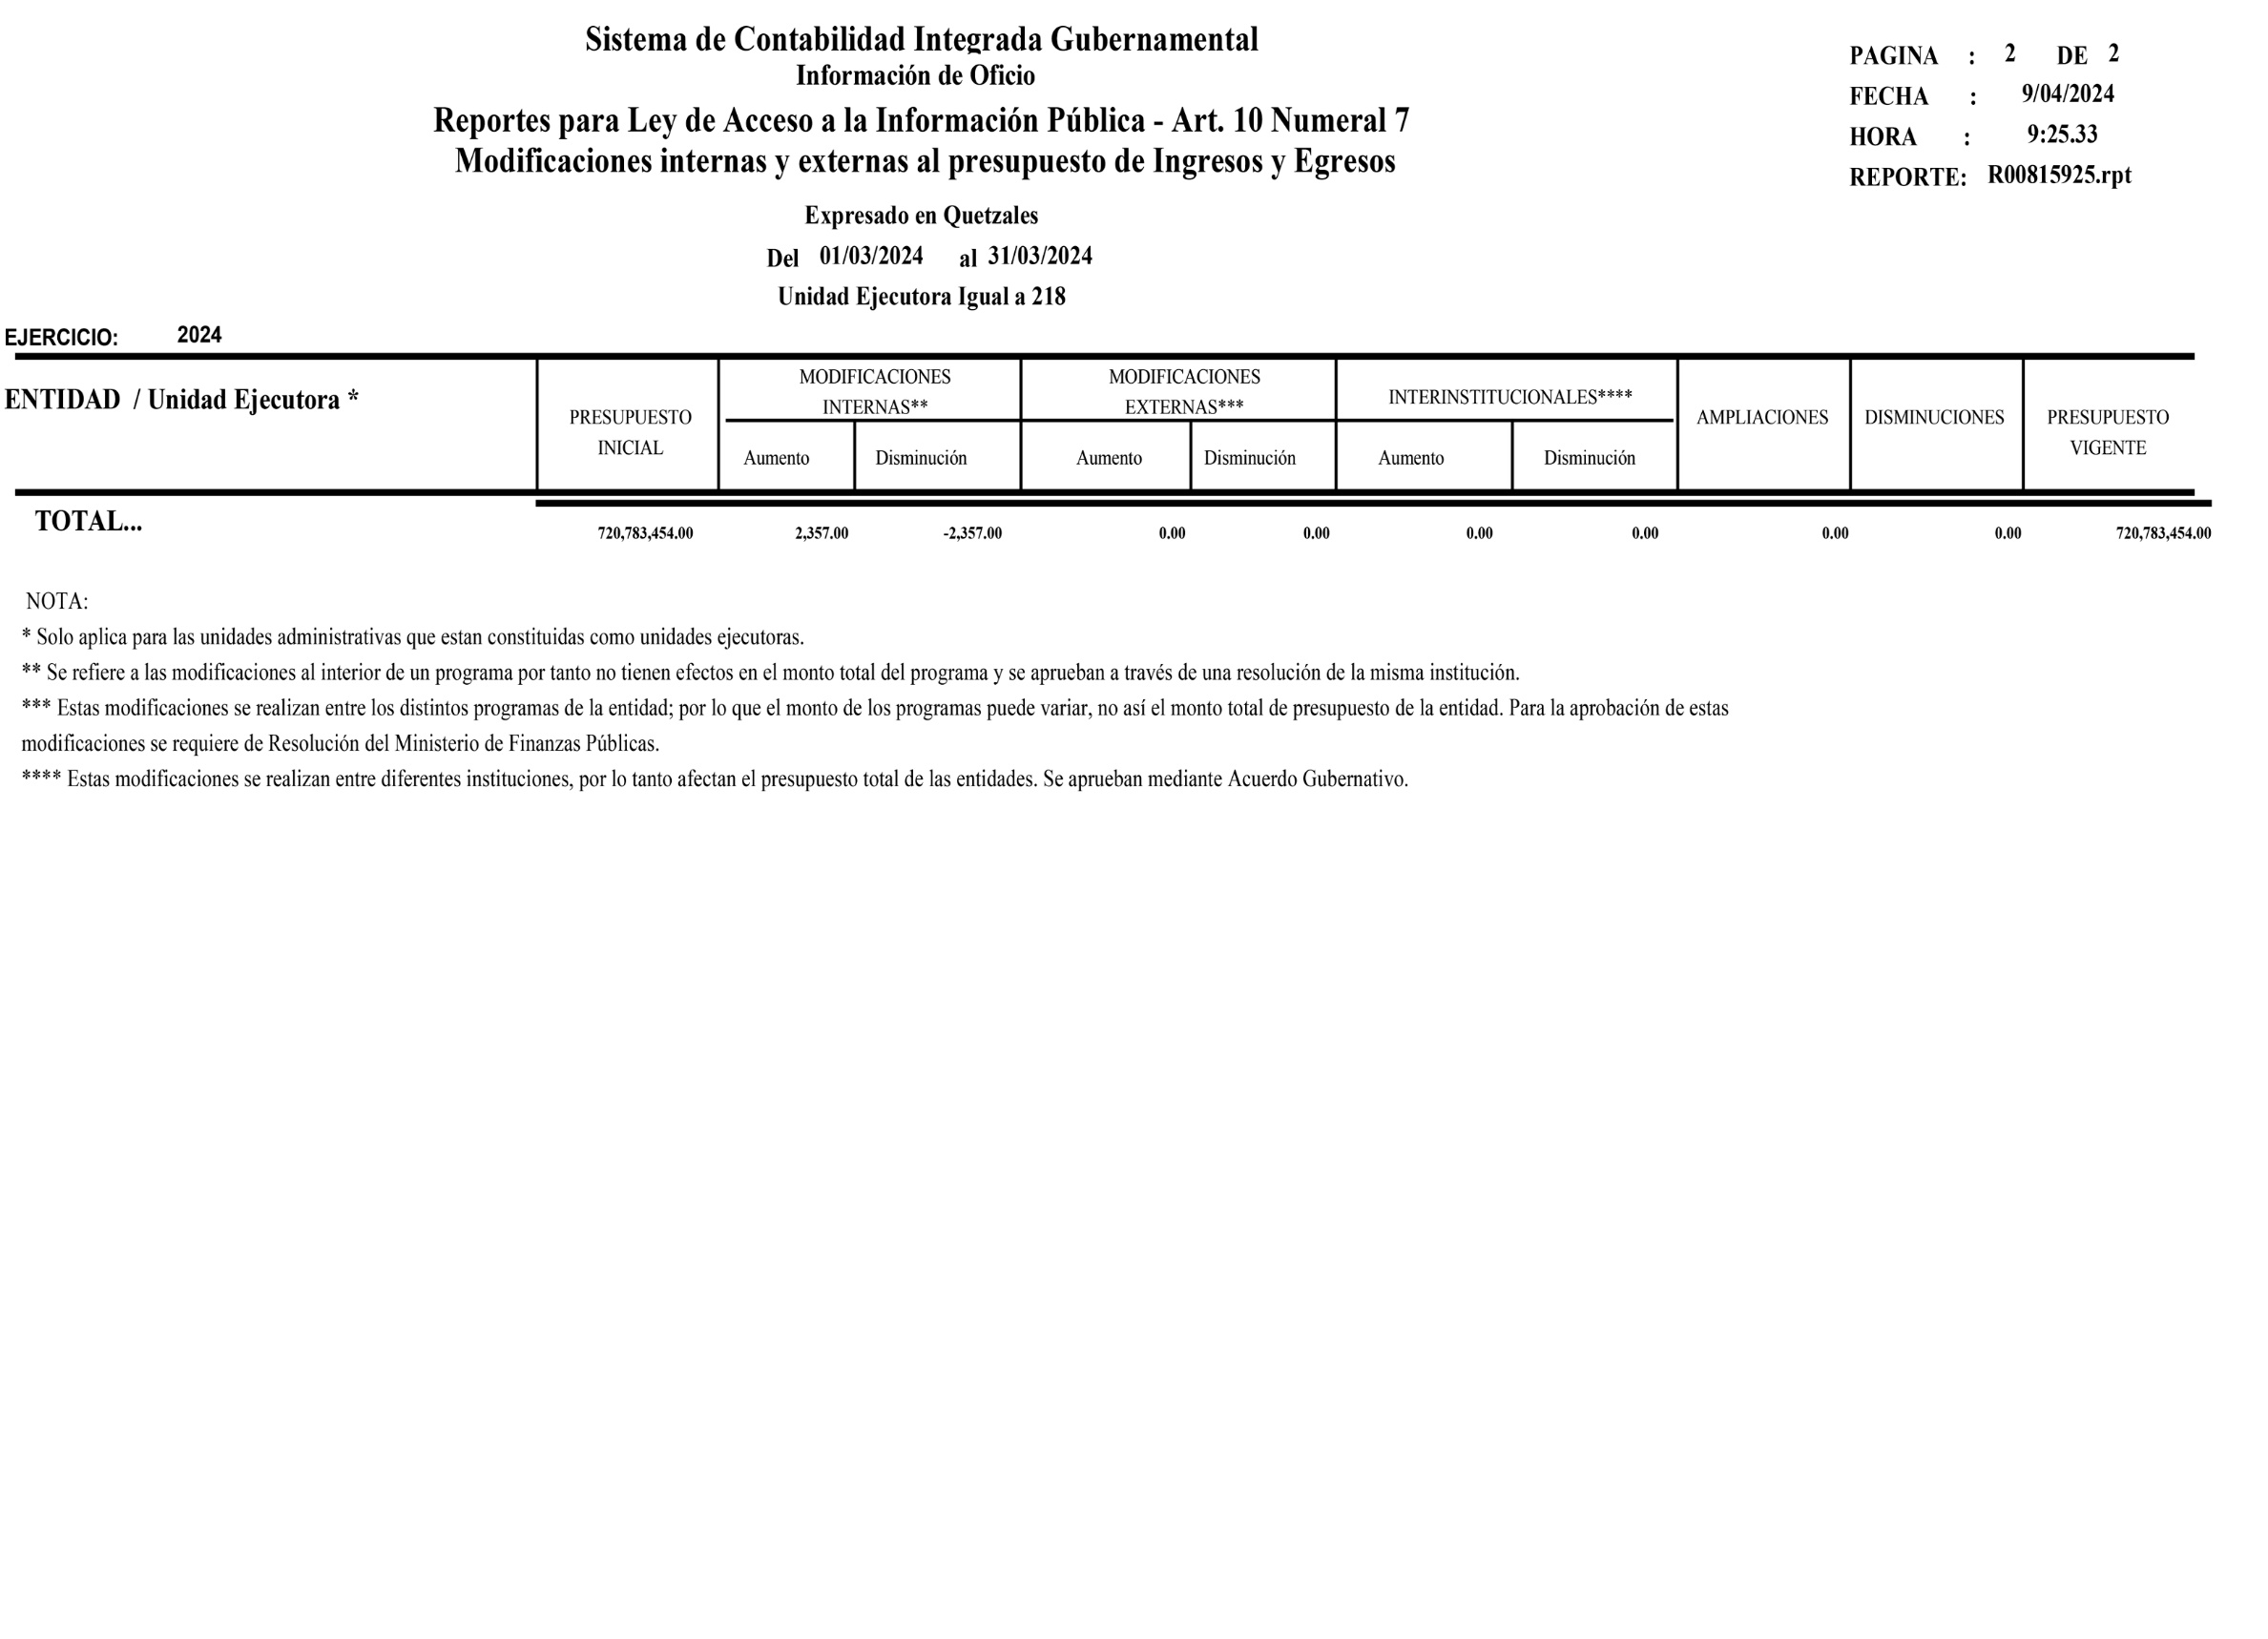 Sistema de Contabilidad Integrada Gubernamental
Información de Oficio
Reportes para Ley de Acceso a la Información Pública - Art. 10 Numeral 7
Modificaciones internas y externas al presupuesto de Ingresos y Egresos
Expresado en Quetzales
Del 01/03/2024 al 31/03/2024
Unidad Ejecutora Igual a 218
PAGINA : 2 DE 2
FECHA : 9/04/2024
HORA : 9:25.33
REPORTE: R00815925.rpt
EJERCICIO: 2024
ENTIDAD / Unidad Ejecutora *
PRESUPUESTO
INICIAL
MODIFICACIONES
INTERNAS**
Aumento Disminución
MODIFICACIONES
EXTERNAS***
Aumento Disminución
INTERINSTITUCIONALES****
Aumento Disminución
AMPLIACIONES
DISMINUCIONES
PRESUPUESTO
VIGENTE
TOTAL... 720,783,454.00 2,357.00 -2,357.00 0.00 0.00 0.00 0.00 0.00 0.00 720,783,454.00
NOTA:
* Solo aplica para las unidades administrativas que estan constituidas como unidades ejecutoras.
** Se refiere a las modificaciones al interior de un programa por tanto no tienen efectos en el monto total del programa y se aprueban a través de una resolución de la misma institución.
*** Estas modificaciones se realizan entre los distintos programas de la entidad; por lo que el monto de los programas puede variar, no así el monto total de presupuesto de la entidad. Para la aprobación de estas
modificaciones se requiere de Resolución del Ministerio de Finanzas Públicas.
**** Estas modificaciones se realizan entre diferentes instituciones, por lo tanto afectan el presupuesto total de las entidades. Se aprueban mediante Acuerdo Gubernativo.